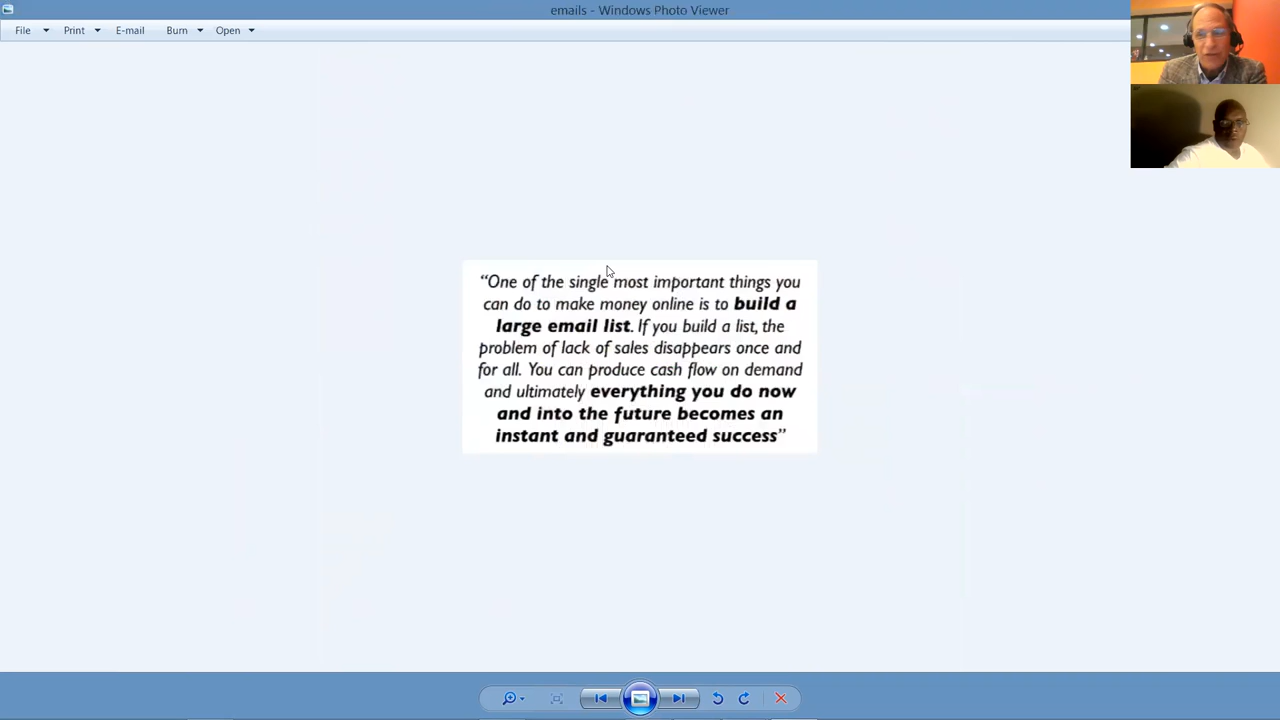 emails - Windows Photo Viewer
File Print E-mail Burn Open
“One of the single most important things you
can do to make money online is to build a
large email list. If you build a list, the
problem of lack of sales disappears once and
for all. You can produce cash flow on demand
and ultimately everything you do now
and into the future becomes an
instant and guaranteed success”